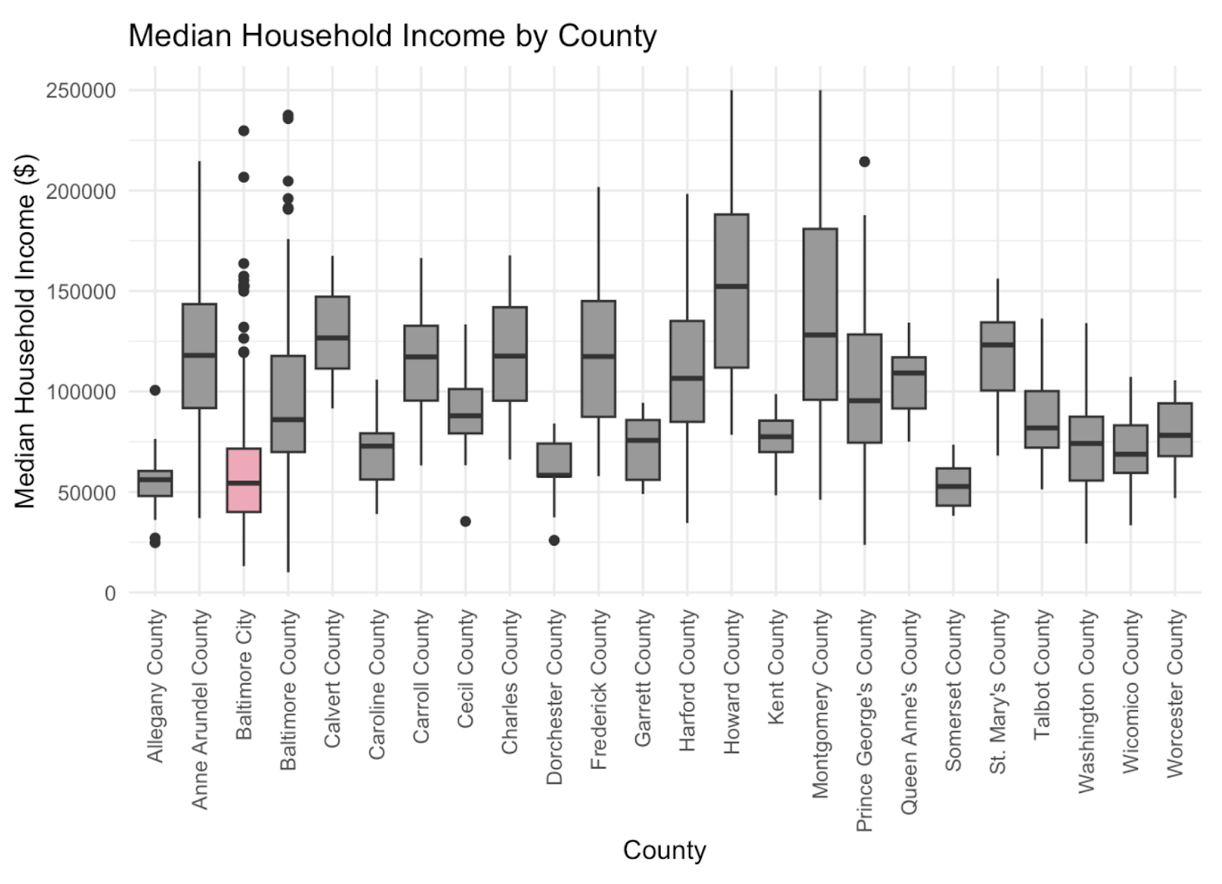 Median Household Income by County
Median Household Income ($)
250000
200000
150000
100000
50000
0
Allegany County
Anne Arundel County
Baltimore City
Baltimore County
Calvert County
Caroline County
Carroll County
Cecil County
Charles County
Dorchester County
Frederick County
Garrett County
Harford County
Howard County
Kent County
Montgomery County
Prince George's County
Queen Anne's County
Somerset County
St. Mary's County
Talbot County
Washington County
Wicomico County
Worcester County
County